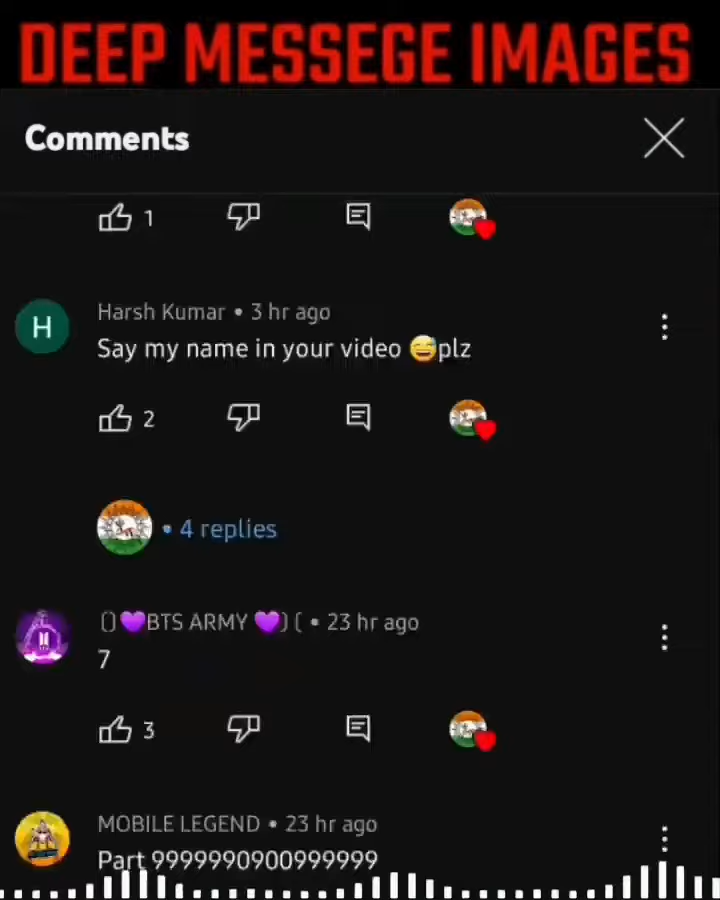 DEEP MESSEGE IMAGES
Comments
1
H
Harsh Kumar • 3 hr ago
Say my name in your video 😅plz
2
• 4 replies
()💜BTS ARMY 💜) ( • 23 hr ago
7
3
MOBILE LEGEND • 23 hr ago
Part 9999990900999999